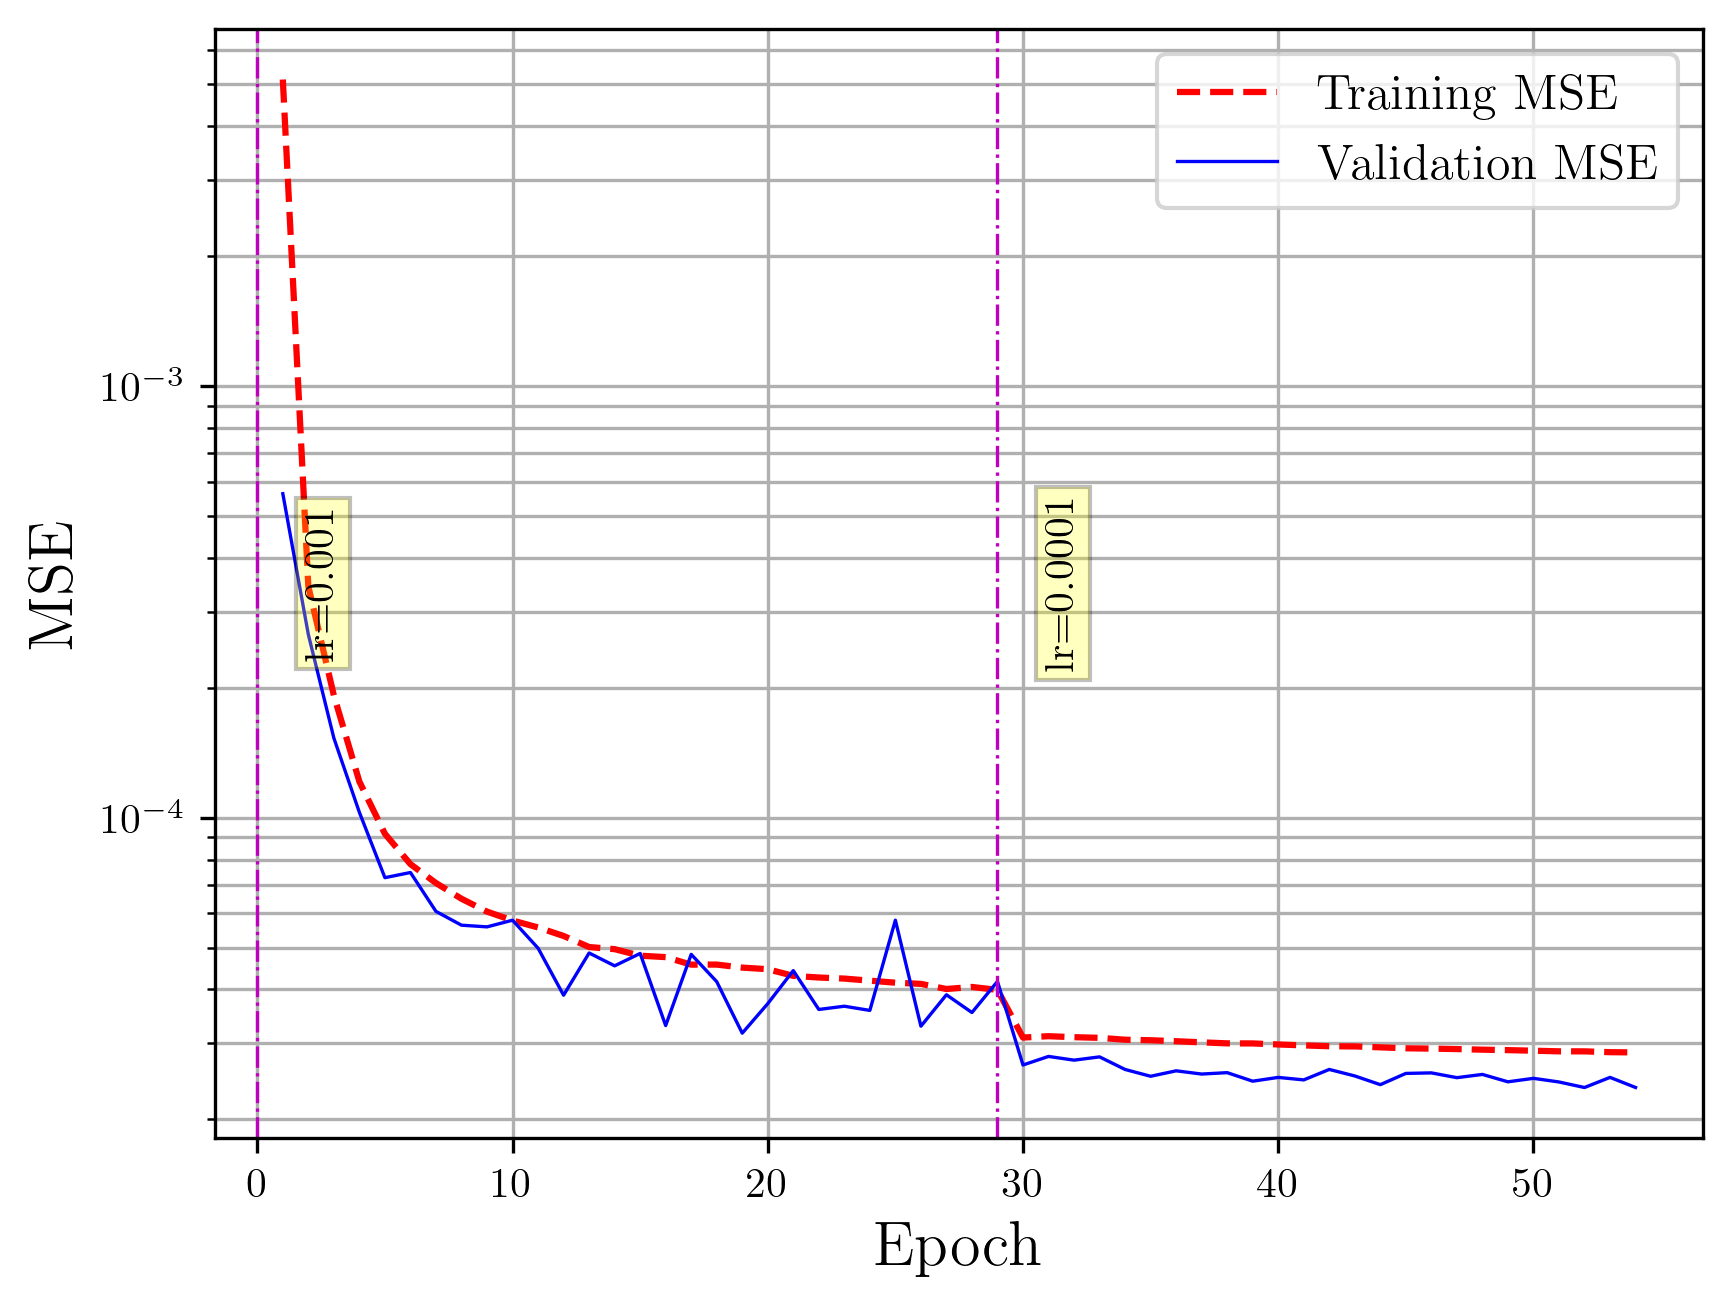 Training MSE
Validation MSE
MSE
10⁻³
10⁻⁴
lr=0.001
lr=0.0001
0 10 20 30 40 50
Epoch